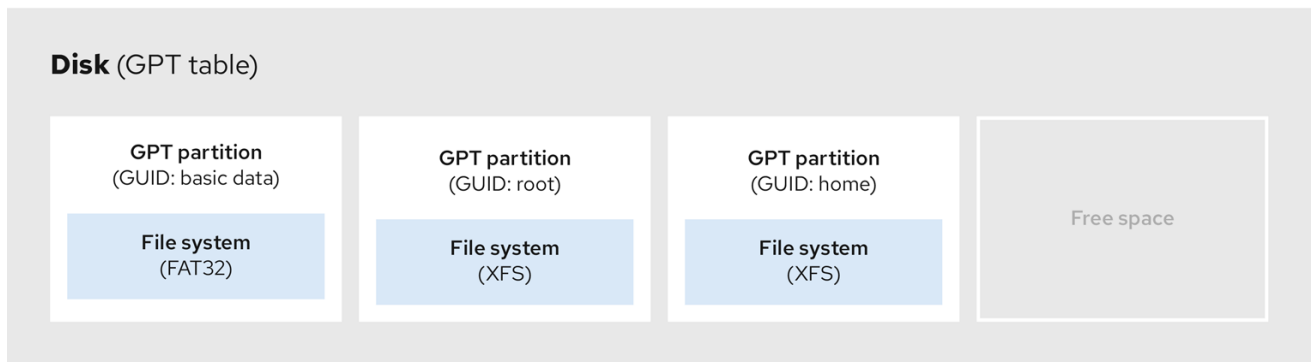 Disk (GPT table)
GPT partition
(GUID: basic data)
File system
(FAT32)
GPT partition
(GUID: root)
File system
(XFS)
GPT partition
(GUID: home)
File system
(XFS)
Free space